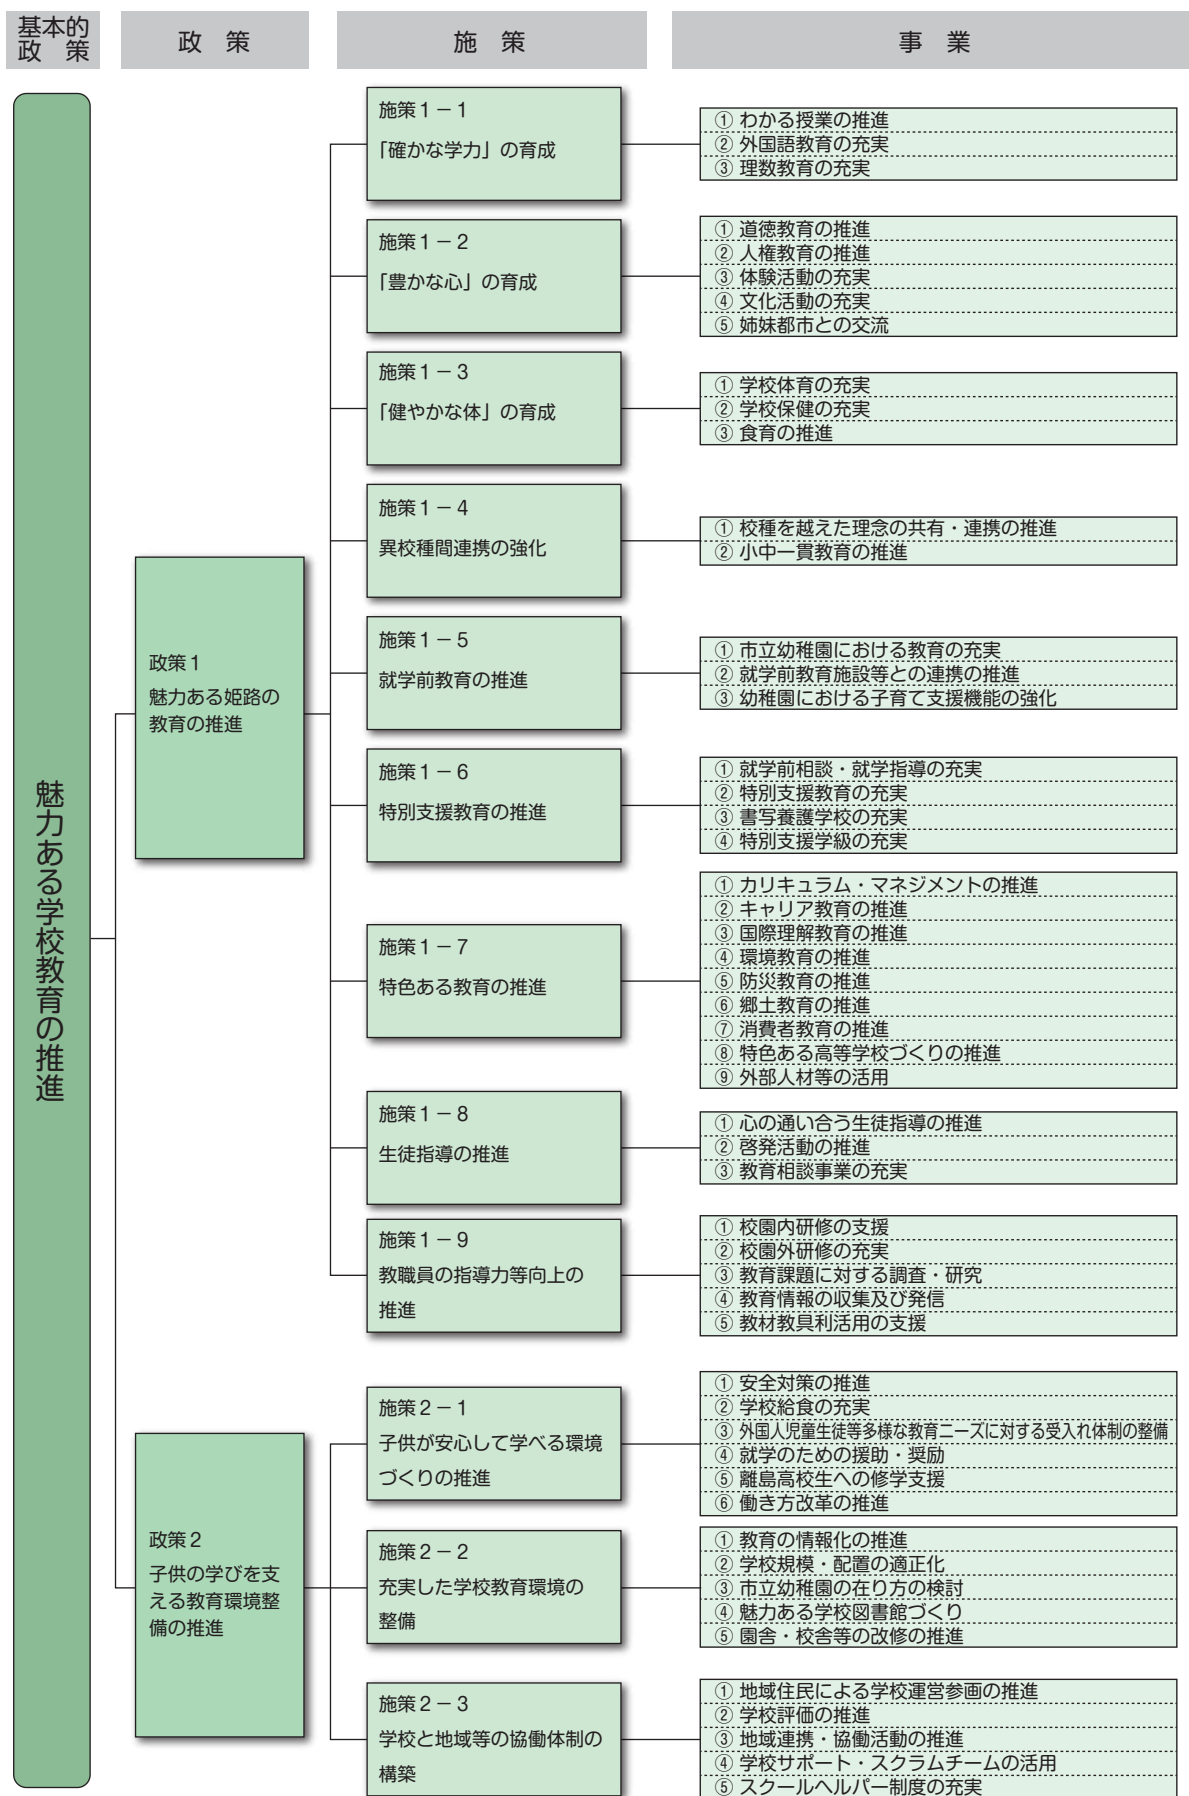 基本的
政　策
政　策
施　策
事　業
魅力ある学校教育の推進
政策1
魅力ある姫路の
教育の推進
施策1－1
「確かな学力」の育成
① わかる授業の推進
② 外国語教育の充実
③ 理数教育の充実
施策1－2
「豊かな心」の育成
① 道徳教育の推進
② 人権教育の推進
③ 体験活動の充実
④ 文化活動の充実
⑤ 姉妹都市との交流
施策1－3
「健やかな体」の育成
① 学校体育の充実
② 学校保健の充実
③ 食育の推進
施策1－4
異校種間連携の強化
① 校種を越えた理念の共有・連携の推進
② 小中一貫教育の推進
施策1－5
就学前教育の推進
① 市立幼稚園における教育の充実
② 就学前教育施設等との連携の推進
③ 幼稚園における子育て支援機能の強化
施策1－6
特別支援教育の推進
① 就学前相談・就学指導の充実
② 特別支援教育の充実
③ 書写養護学校の充実
④ 特別支援学級の充実
施策1－7
特色ある教育の推進
① カリキュラム・マネジメントの推進
② キャリア教育の推進
③ 国際理解教育の推進
④ 環境教育の推進
⑤ 防災教育の推進
⑥ 郷土教育の推進
⑦ 消費者教育の推進
⑧ 特色ある高等学校づくりの推進
⑨ 外部人材等の活用
施策1－8
生徒指導の推進
① 心の通い合う生徒指導の推進
② 啓発活動の推進
③ 教育相談事業の充実
施策1－9
教職員の指導力等向上の
推進
① 校園内研修の支援
② 校園外研修の充実
③ 教育課題に対する調査・研究
④ 教育情報の収集及び発信
⑤ 教材教具利活用の支援
政策2
子供の学びを支
える教育環境整
備の推進
施策2－1
子供が安心して学べる環境
づくりの推進
① 安全対策の推進
② 学校給食の充実
③ 外国人児童生徒等多様な教育ニーズに対する受入れ体制の整備
④ 就学のための援助・奨励
⑤ 離島高校生への修学支援
⑥ 働き方改革の推進
施策2－2
充実した学校教育環境の
整備
① 教育の情報化の推進
② 学校規模・配置の適正化
③ 市立幼稚園の在り方の検討
④ 魅力ある学校図書館づくり
⑤ 園舎・校舎等の改修の推進
施策2－3
学校と地域等の協働体制の
構築
① 地域住民による学校運営参画の推進
② 学校評価の推進
③ 地域連携・協働活動の推進
④ 学校サポート・スクラムチームの活用
⑤ スクールヘルパー制度の充実